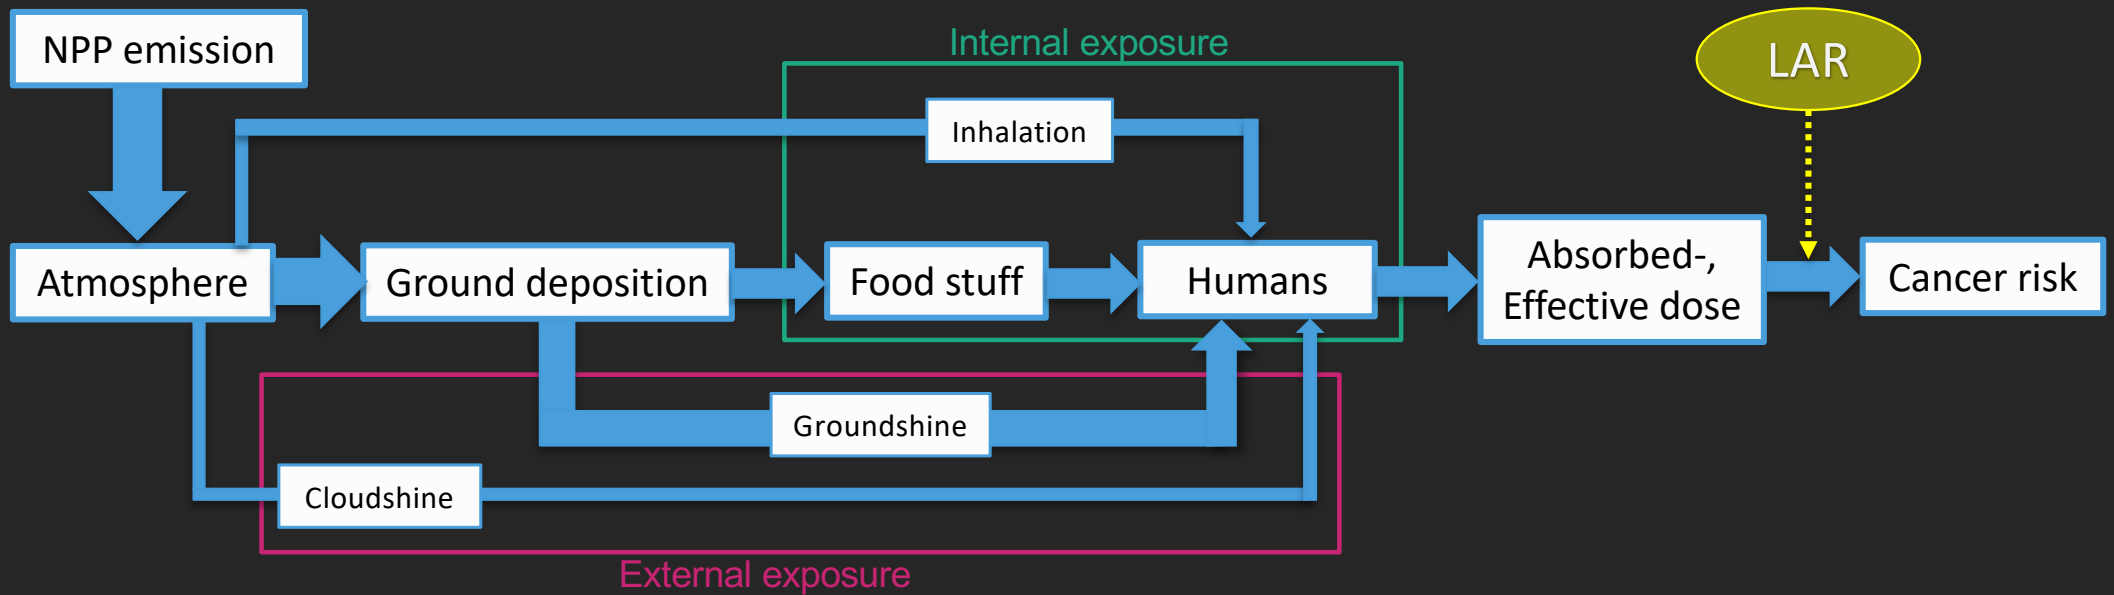 NPP emission
Internal exposure
LAR
Inhalation
Atmosphere
Ground deposition
Food stuff
Humans
Absorbed-,
Effective dose
Cancer risk
Groundshine
Cloudshine
External exposure